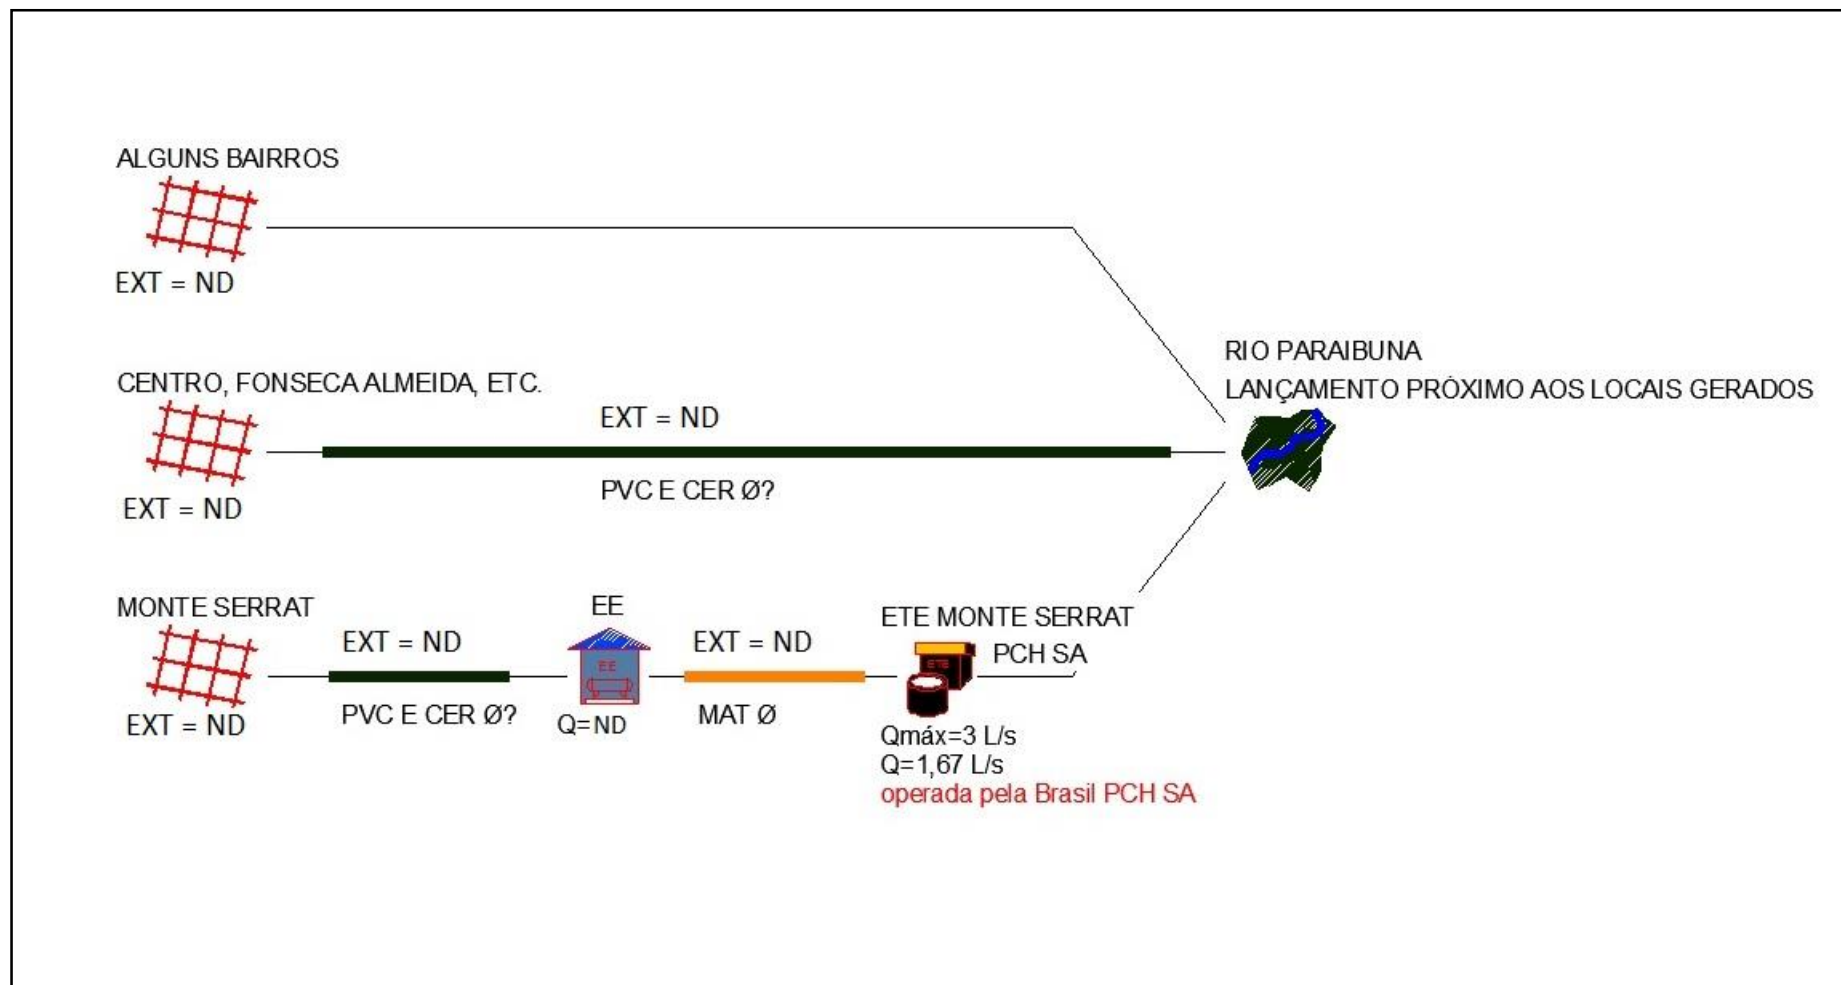 ALGUNS BAIRROS
EXT = ND
RIO PARAIBUNA
LANÇAMENTO PRÓXIMO AOS LOCAIS GERADOS
CENTRO, FONSECA ALMEIDA, ETC.
EXT = ND
PVC E CER Ø?
EXT = ND
MONTE SERRAT
EXT = ND
EXT = ND
PVC E CER Ø?
EE
EE
Q=ND
EXT = ND
MAT Ø
ETE MONTE SERRAT
PCH SA
ETE
Qmáx=3 L/s
Q=1,67 L/s
operada pela Brasil PCH SA